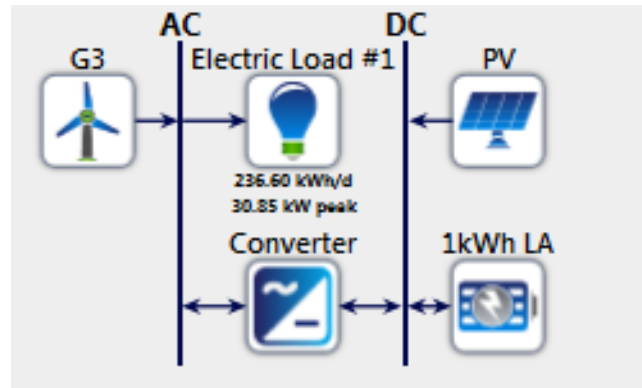 AC DC
G3 Electric Load #1 PV
236.60 kWh/d
30.85 kW peak
Converter 1kWh LA